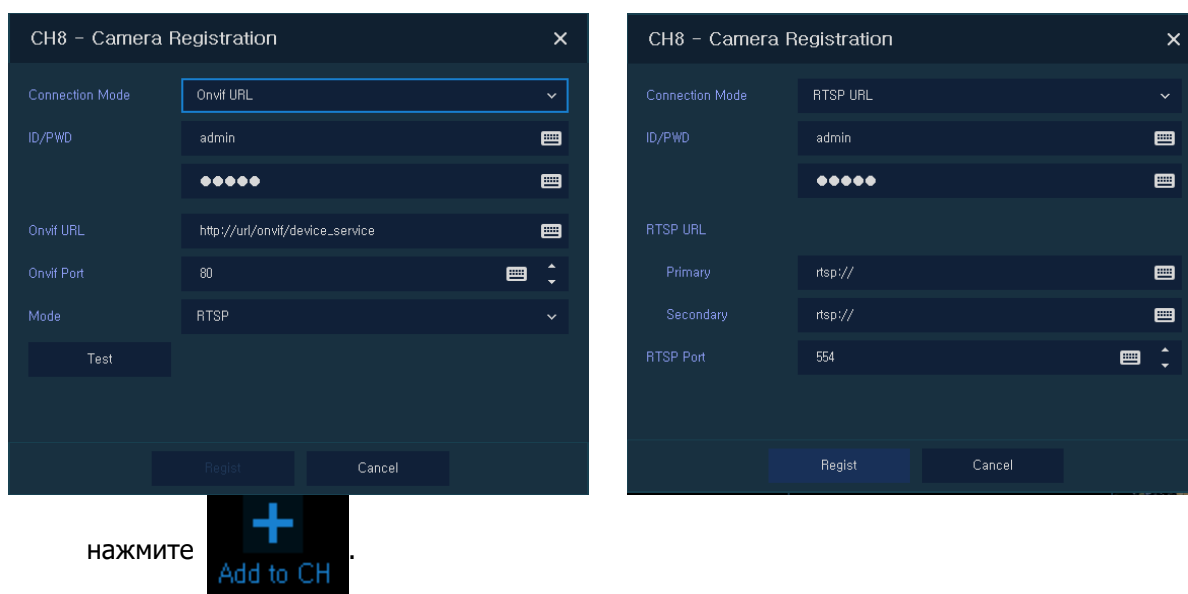 CH8 - Camera Registration
Connection Mode Onvif URL
ID/PWD admin
●●●●●
Onvif URL http://url/onvif/device_service
Onvif Port 80
Mode RTSP
Test
Regist Cancel
CH8 - Camera Registration
Connection Mode RTSP URL
ID/PWD admin
●●●●●
RTSP URL
Primary rtsp://
Secondary rtsp://
RTSP Port 554
Regist Cancel
нажмите Add to CH .